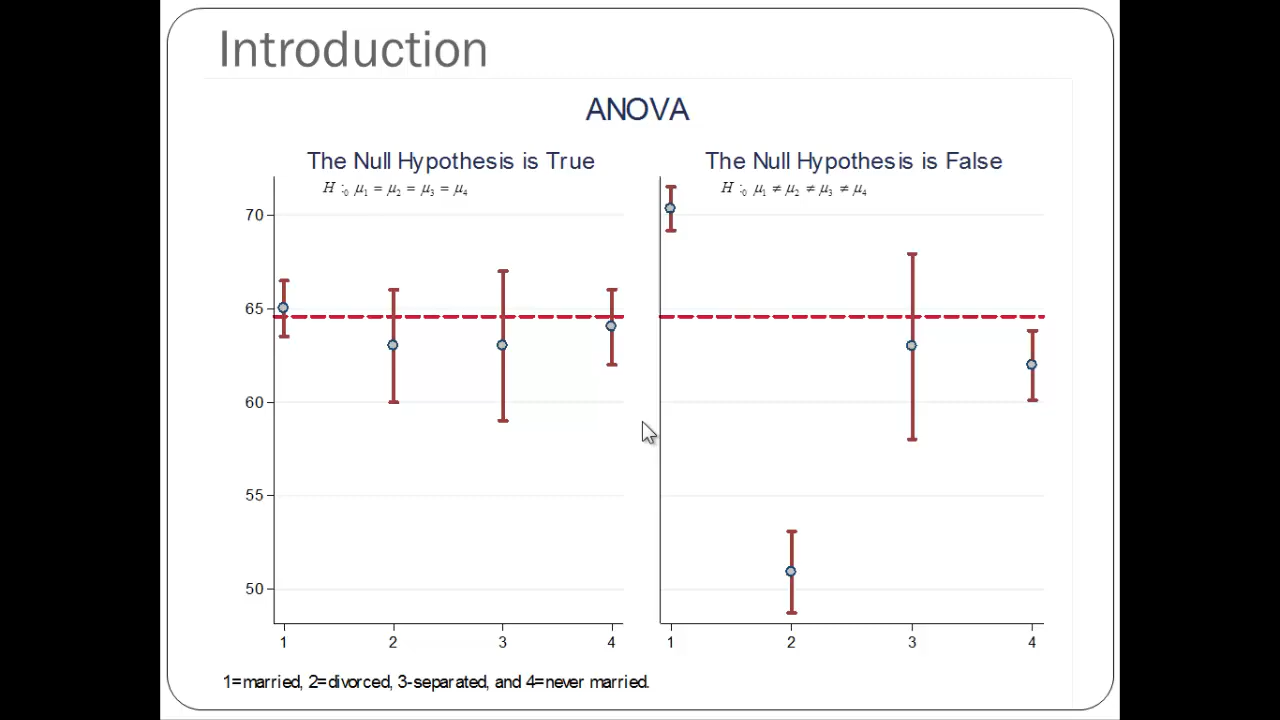 Introduction
ANOVA
The Null Hypothesis is True
H:₀ μ₁ = μ₂ = μ₃ = μ₄
The Null Hypothesis is False
H:₀ μ₁ ≠ μ₂ ≠ μ₃ ≠ μ₄
70
65
60
55
50
1 2 3 4
1 2 3 4
1=married, 2=divorced, 3-separated, and 4=never married.